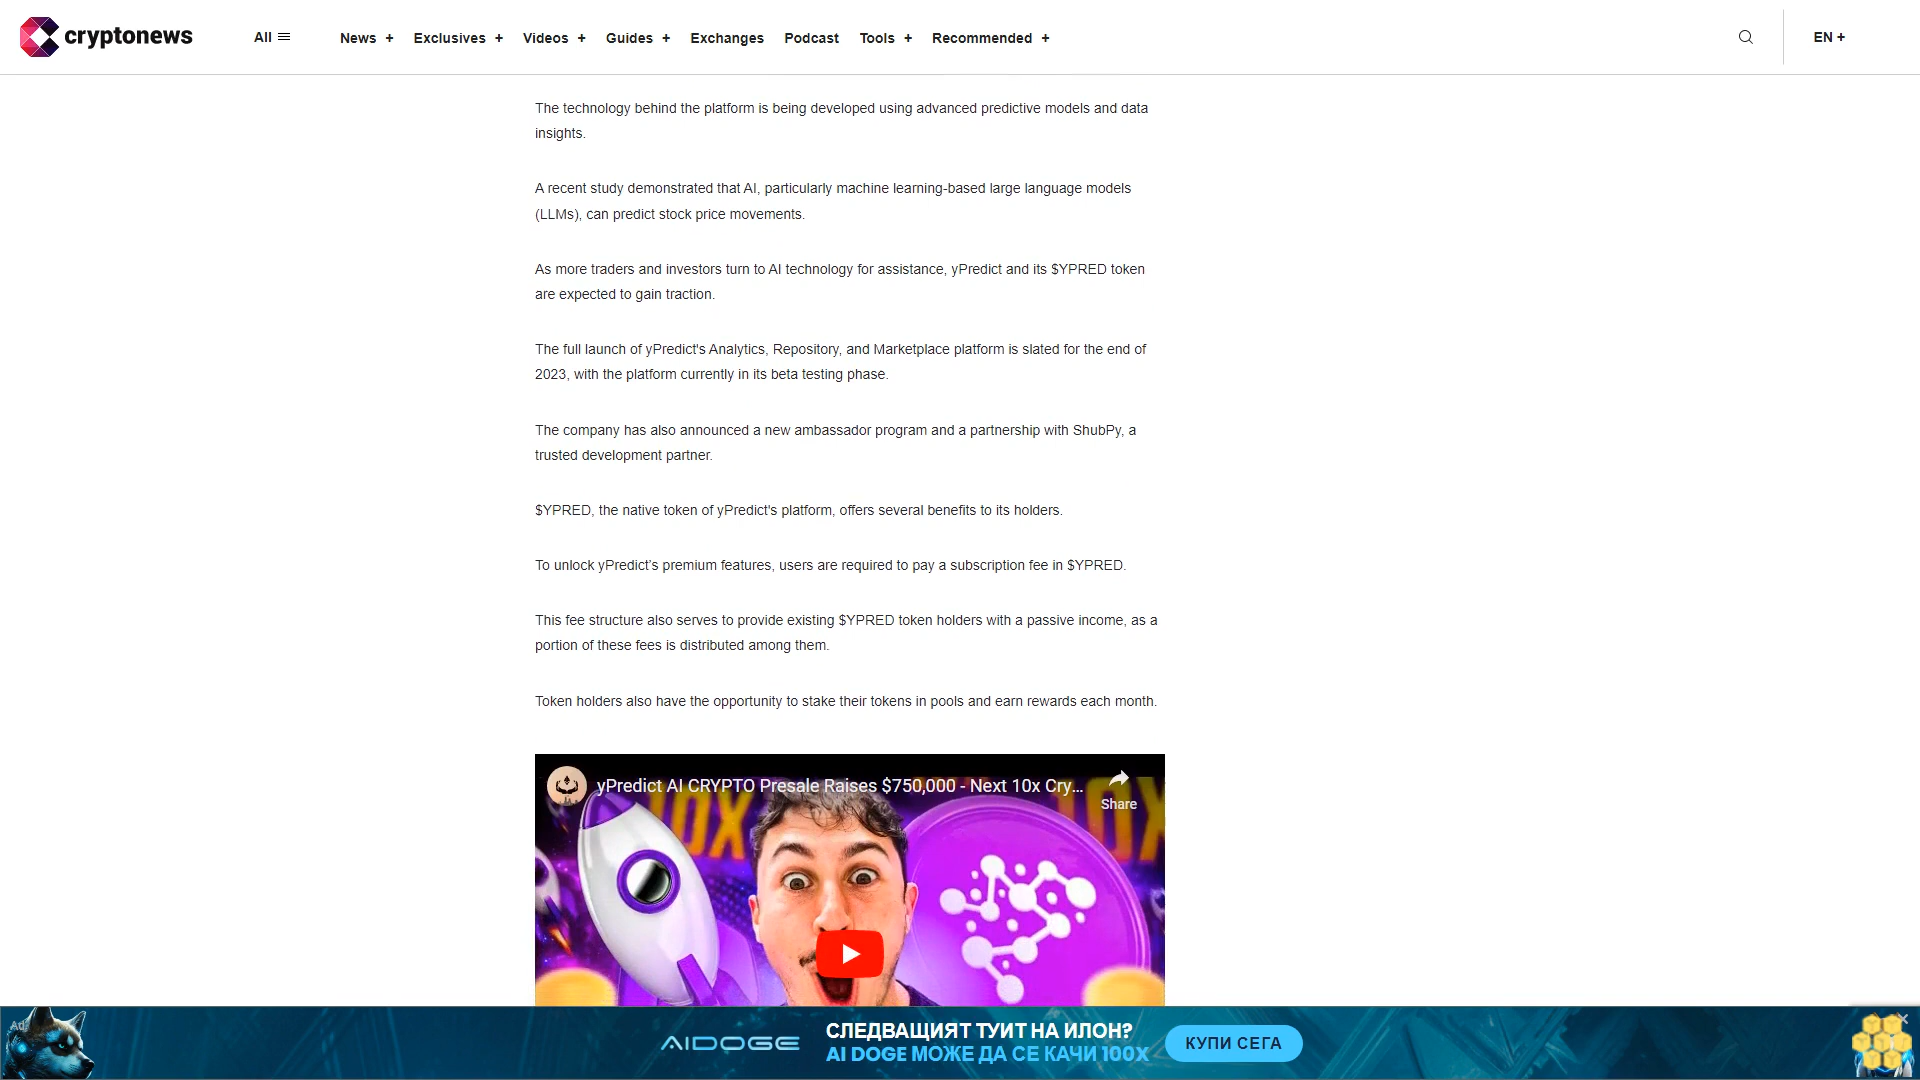 cryptonews
All
News +
Exclusives +
Videos +
Guides +
Exchanges
Podcast
Tools +
Recommended +
EN +
The technology behind the platform is being developed using advanced predictive models and data
insights.
A recent study demonstrated that AI, particularly machine learning-based large language models
(LLMs), can predict stock price movements.
As more traders and investors turn to AI technology for assistance, yPredict and its $YPRED token
are expected to gain traction.
The full launch of yPredict's Analytics, Repository, and Marketplace platform is slated for the end of
2023, with the platform currently in its beta testing phase.
The company has also announced a new ambassador program and a partnership with ShubPy, a
trusted development partner.
$YPRED, the native token of yPredict's platform, offers several benefits to its holders.
To unlock yPredict’s premium features, users are required to pay a subscription fee in $YPRED.
This fee structure also serves to provide existing $YPRED token holders with a passive income, as a
portion of these fees is distributed among them.
Token holders also have the opportunity to stake their tokens in pools and earn rewards each month.
yPredict AI CRYPTO Presale Raises $750,000 - Next 10x Cry...
Share
Ad
AIDOGE
СЛЕДВАЩИЯТ ТУИТ НА ИЛОН?
AI DOGE МОЖЕ ДА СЕ КАЧИ 100X
КУПИ СЕГА